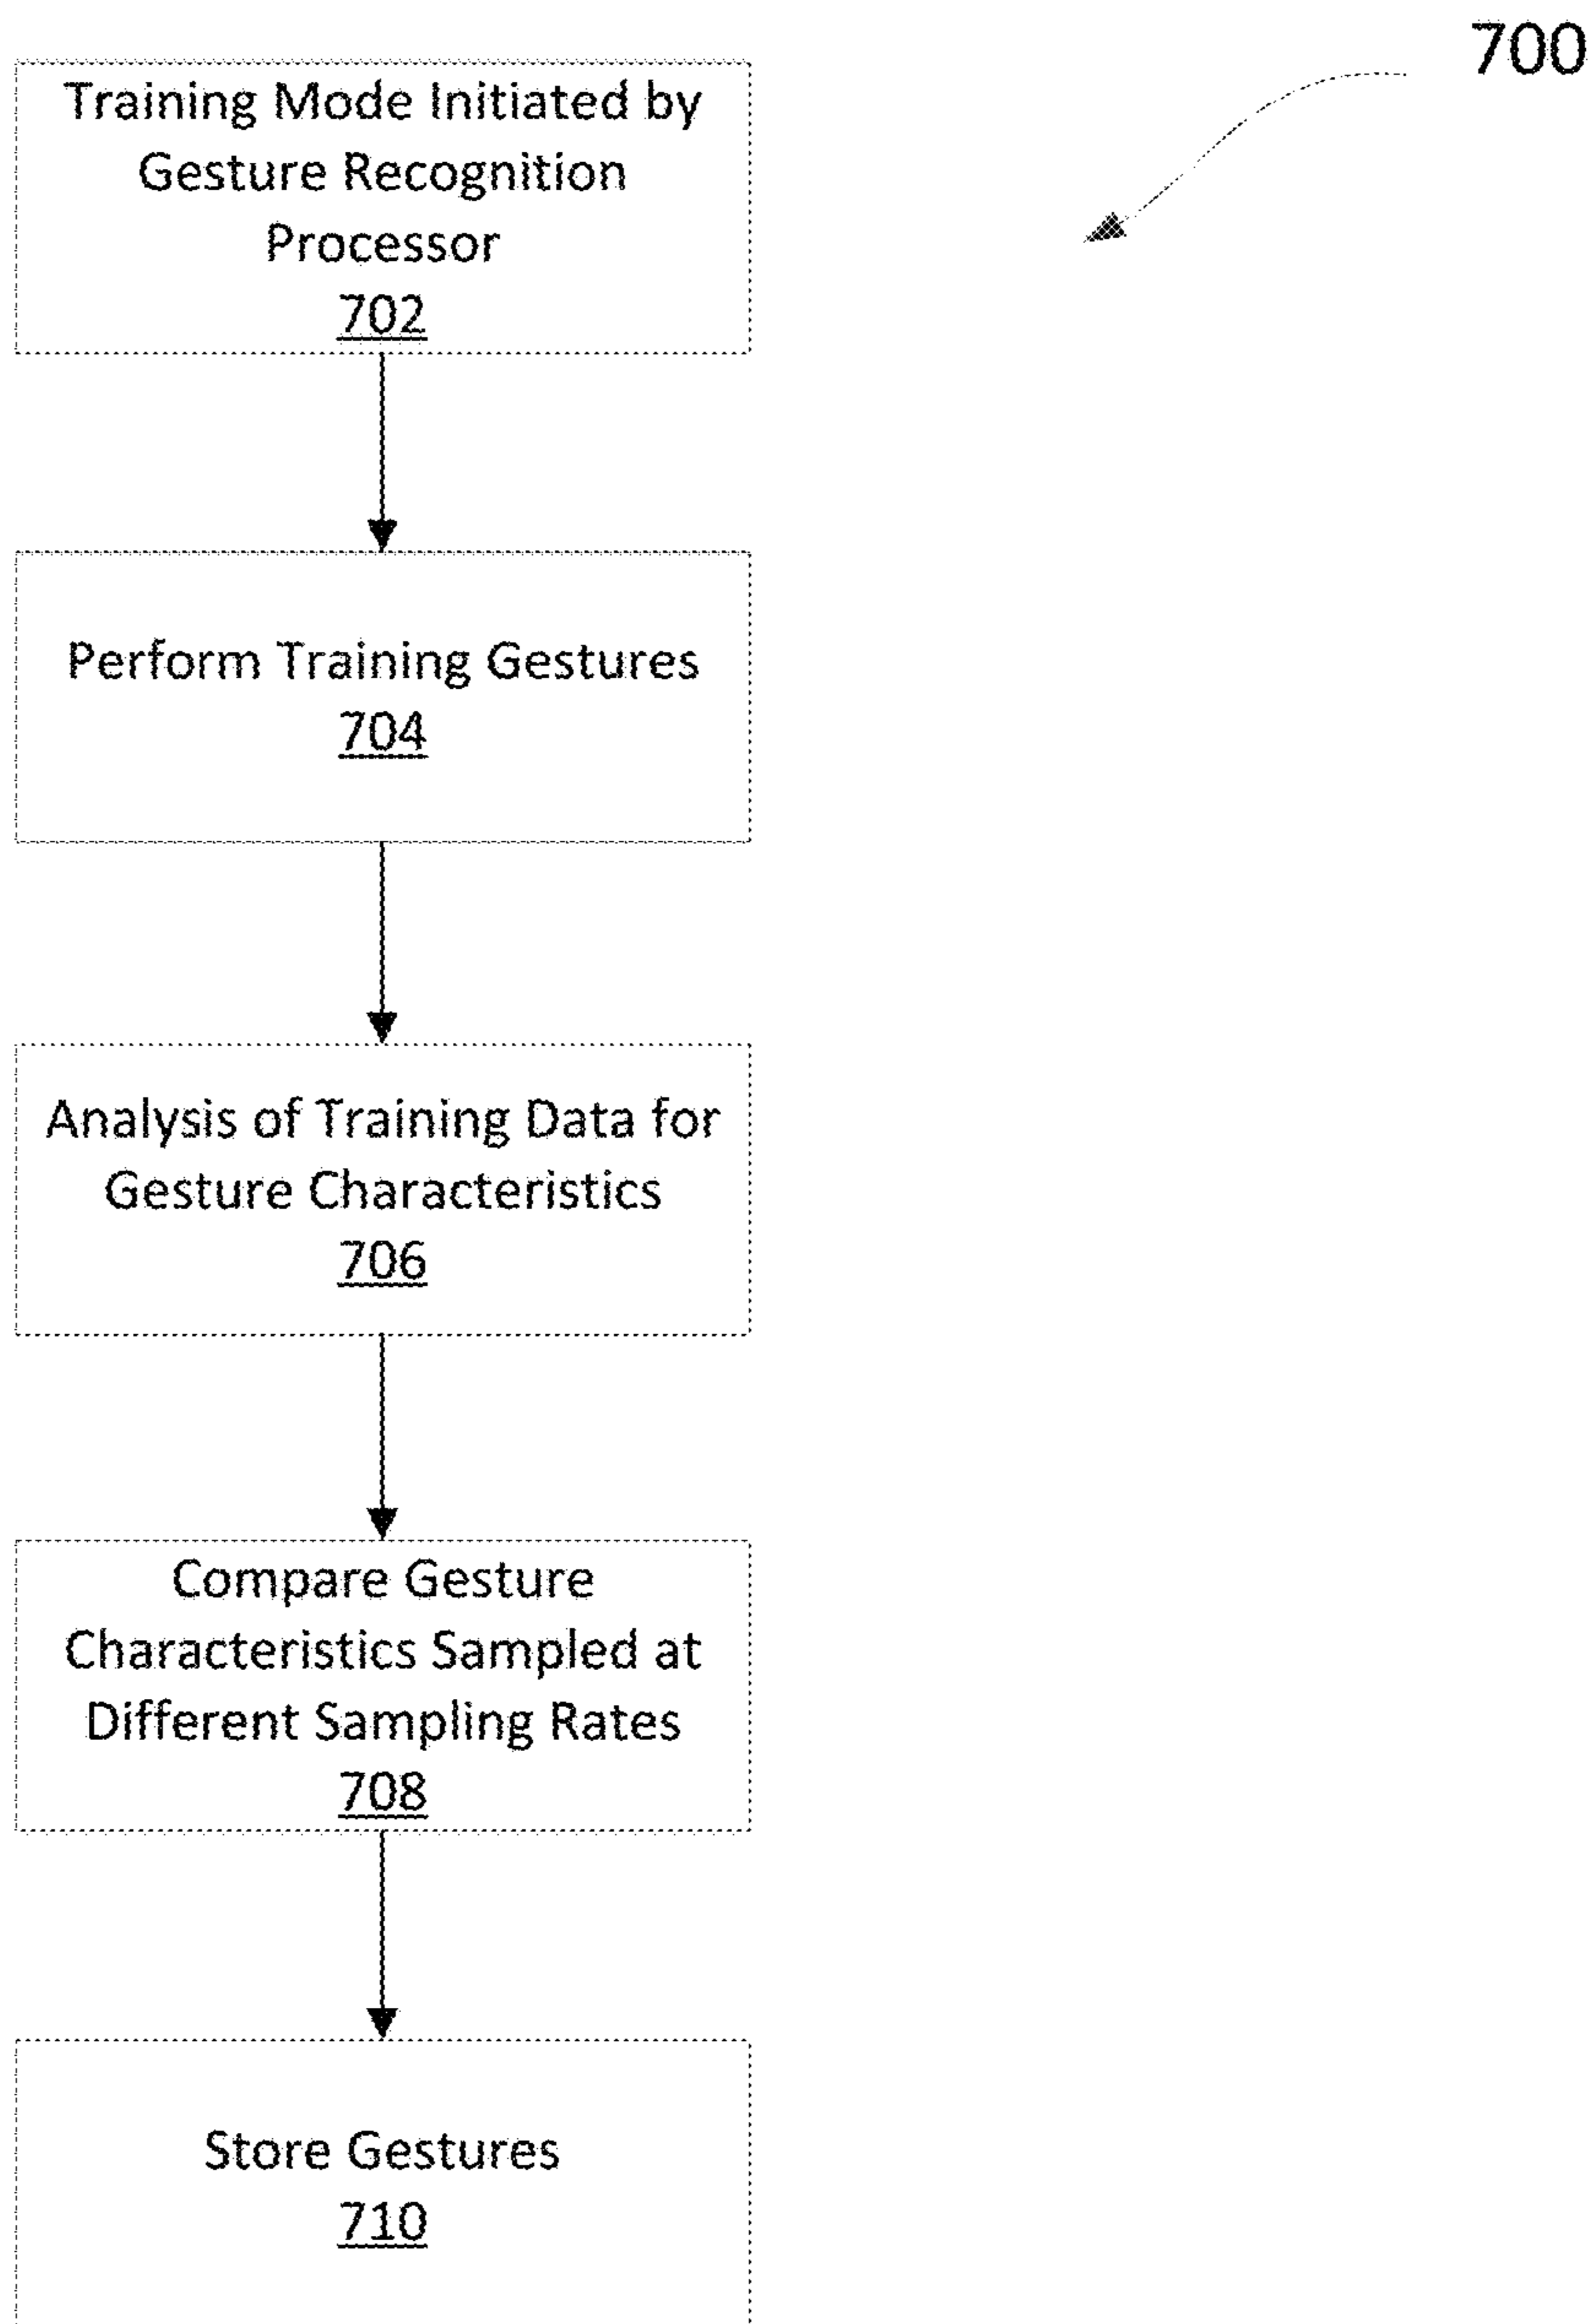 700
Training Mode Initiated by
Gesture Recognition
Processor
702
Perform Training Gestures
704
Analysis of Training Data for
Gesture Characteristics
706
Compare Gesture
Characteristics Sampled at
Different Sampling Rates
708
Store Gestures
710